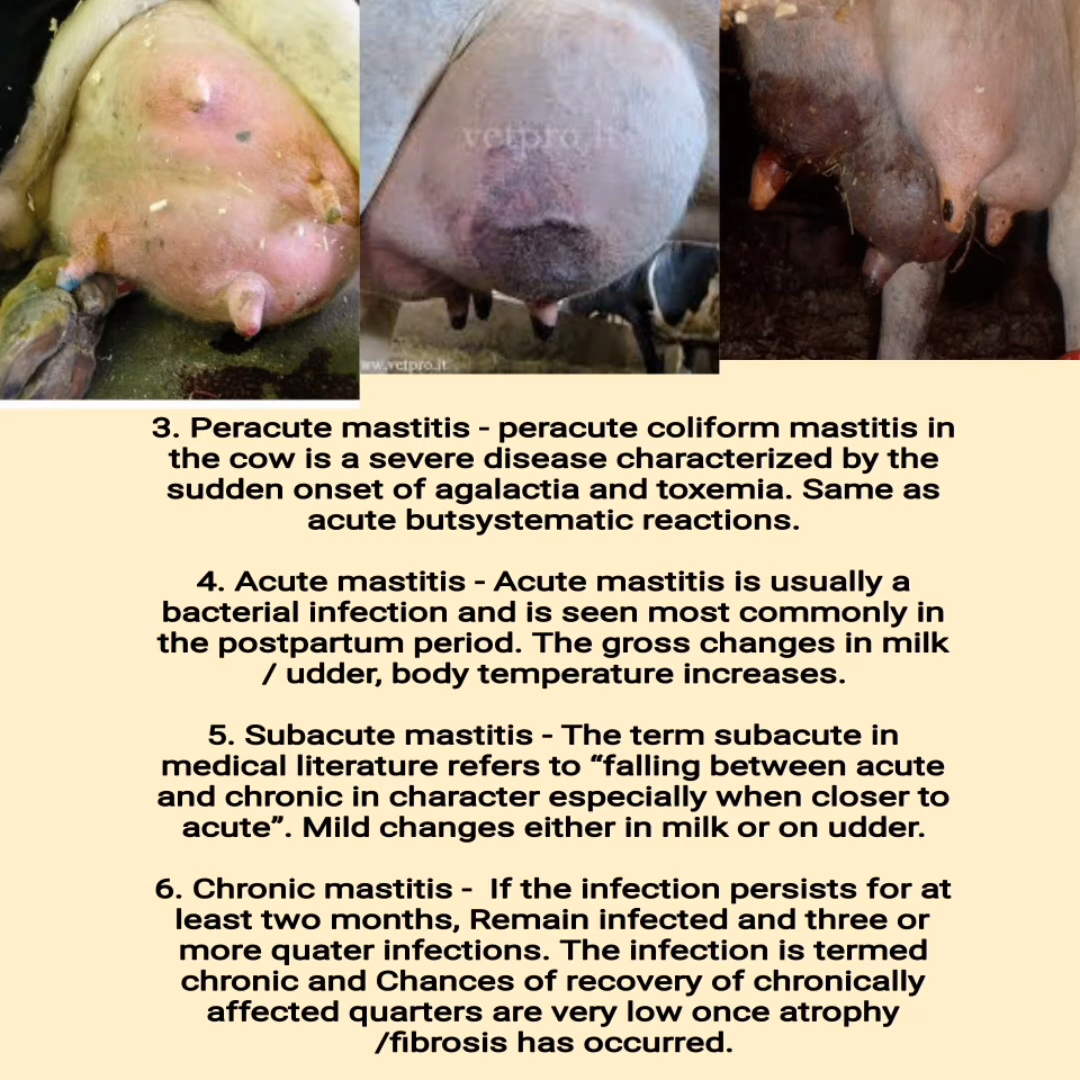 vetpro.it
www.vetpro.it
3. Peracute mastitis - peracute coliform mastitis in
the cow is a severe disease characterized by the
sudden onset of agalactia and toxemia. Same as
acute butsystematic reactions.
4. Acute mastitis - Acute mastitis is usually a
bacterial infection and is seen most commonly in
the postpartum period. The gross changes in milk
/ udder, body temperature increases.
5. Subacute mastitis - The term subacute in
medical literature refers to “falling between acute
and chronic in character especially when closer to
acute”. Mild changes either in milk or on udder.
6. Chronic mastitis - If the infection persists for at
least two months, Remain infected and three or
more quater infections. The infection is termed
chronic and Chances of recovery of chronically
affected quarters are very low once atrophy
/fibrosis has occurred.